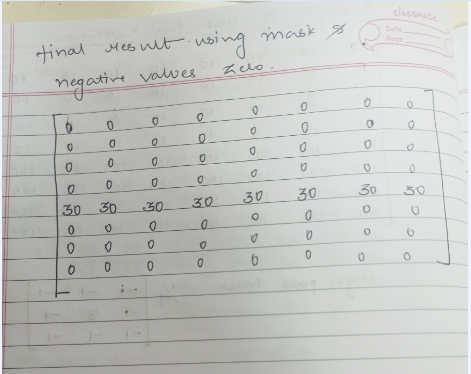 classmate
Date
Page
final result using mask &
negative values zero.
0 0 0 0 0 0 0 0
0 0 0 0 0 0 0 0
0 0 0 0 0 0 0 0
0 0 0 0 0 0 0 0
30 30 30 30 30 30 30 30
0 0 0 0 0 0 0 0
0 0 0 0 0 0 0 0
0 0 0 0 0 0 0 0